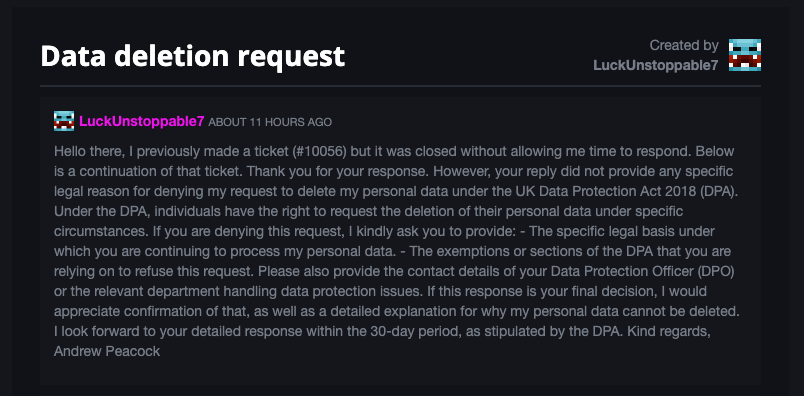 Data deletion request
Created by
LuckUnstoppable7
LuckUnstoppable7 ABOUT 11 HOURS AGO
Hello there, I previously made a ticket (#10056) but it was closed without allowing me time to respond. Below
is a continuation of that ticket. Thank you for your response. However, your reply did not provide any specific
legal reason for denying my request to delete my personal data under the UK Data Protection Act 2018 (DPA).
Under the DPA, individuals have the right to request the deletion of their personal data under specific
circumstances. If you are denying this request, I kindly ask you to provide: - The specific legal basis under
which you are continuing to process my personal data. - The exemptions or sections of the DPA that you are
relying on to refuse this request. Please also provide the contact details of your Data Protection Officer (DPO)
or the relevant department handling data protection issues. If this response is your final decision, I would
appreciate confirmation of that, as well as a detailed explanation for why my personal data cannot be deleted.
I look forward to your detailed response within the 30-day period, as stipulated by the DPA. Kind regards,
Andrew Peacock